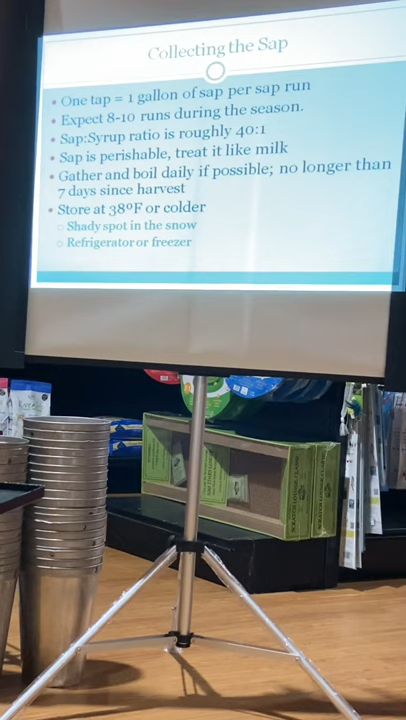 Collecting the Sap
• One tap = 1 gallon of sap per sap run
• Expect 8-10 runs during the season.
• Sap:Syrup ratio is roughly 40:1
• Sap is perishable, treat it like milk
• Gather and boil daily if possible; no longer than
7 days since harvest
• Store at 38°F or colder
○ Shady spot in the snow
○ Refrigerator or freezer